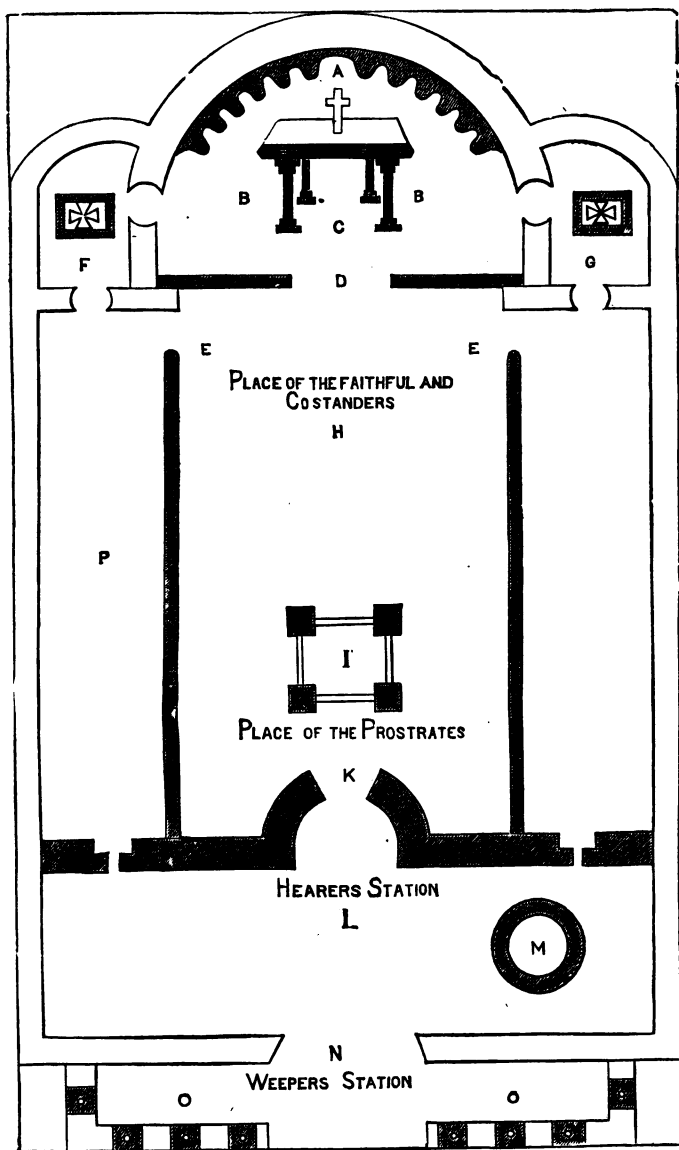 A
B B
C
F G
D
E E
PLACE OF THE FAITHFUL AND
COSTANDERS
H
P
I
PLACE OF THE PROSTRATES
K
HEARERS STATION
L
M
N
WEEPERS STATION
O O